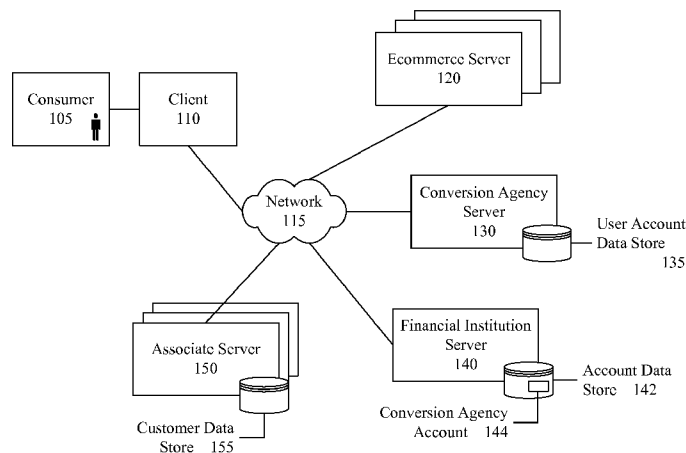 Ecommerce Server
120
Consumer
105
Client
110
Network
115
Conversion Agency
Server
130
User Account
Data Store
135
Associate Server
150
Customer Data
Store 155
Financial Institution
Server
140
Account Data
Store 142
Conversion Agency
Account 144